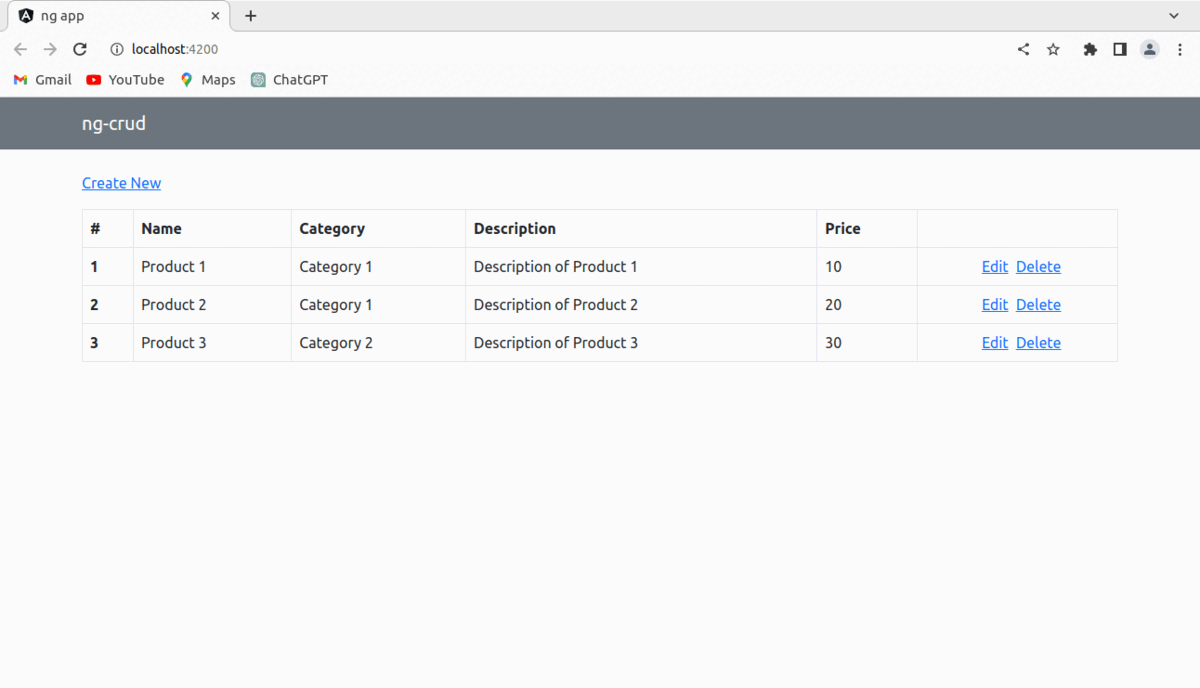 ng app
localhost:4200
Gmail YouTube Maps ChatGPT
ng-crud
Create New
# Name Category Description Price
1 Product 1 Category 1 Description of Product 1 10 Edit Delete
2 Product 2 Category 1 Description of Product 2 20 Edit Delete
3 Product 3 Category 2 Description of Product 3 30 Edit Delete